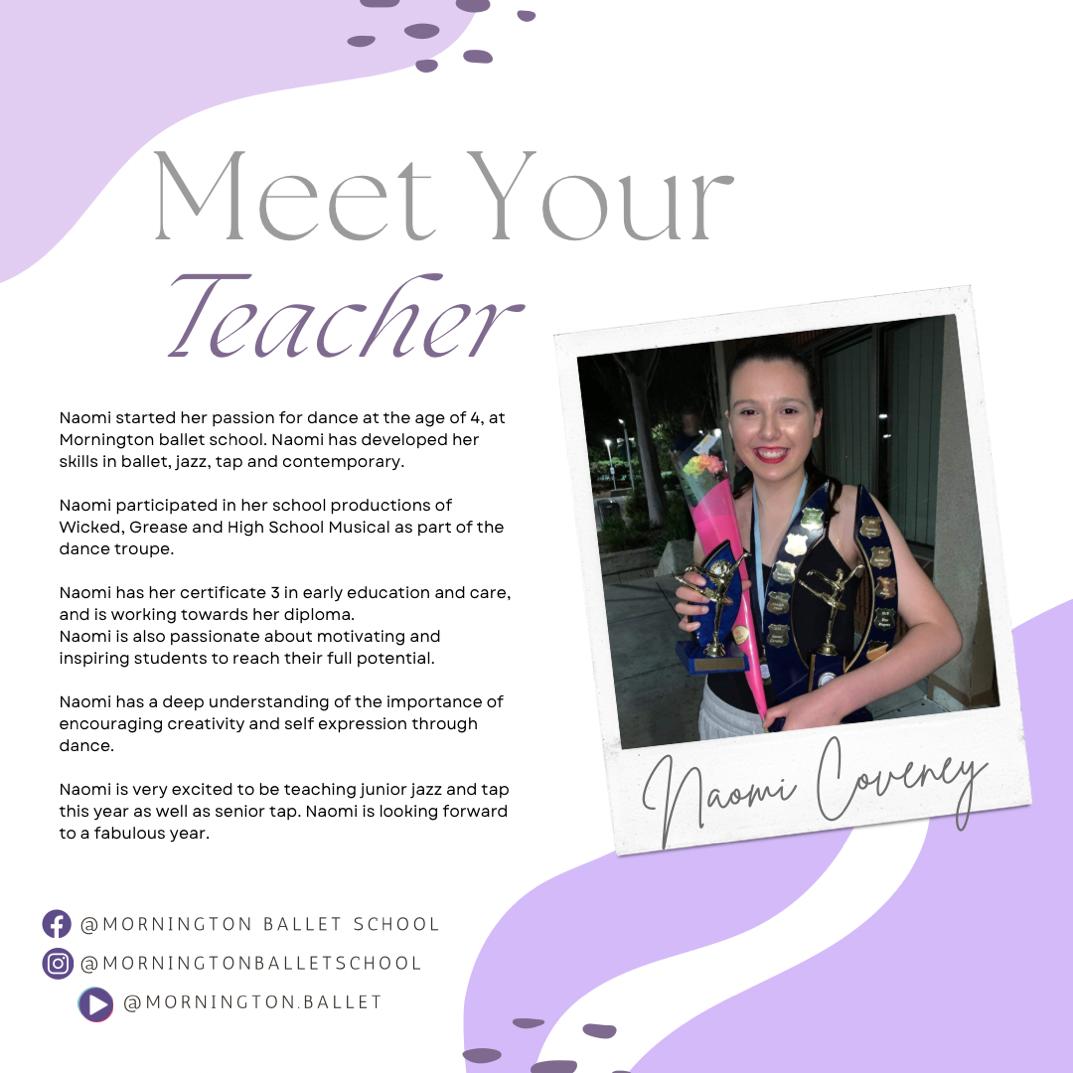 Meet Your
Teacher
Naomi started her passion for dance at the age of 4, at
Mornington ballet school. Naomi has developed her
skills in ballet, jazz, tap and contemporary.
Naomi participated in her school productions of
Wicked, Grease and High School Musical as part of the
dance troupe.
Naomi has her certificate 3 in early education and care,
and is working towards her diploma.
Naomi is also passionate about motivating and
inspiring students to reach their full potential.
Naomi has a deep understanding of the importance of
encouraging creativity and self expression through
dance.
Naomi is very excited to be teaching junior jazz and tap
this year as well as senior tap. Naomi is looking forward
to a fabulous year.
Naomi Coveney
@MORNINGTON BALLET SCHOOL
@MORNINGTONBALLETSCHOOL
@MORNINGTON.BALLET